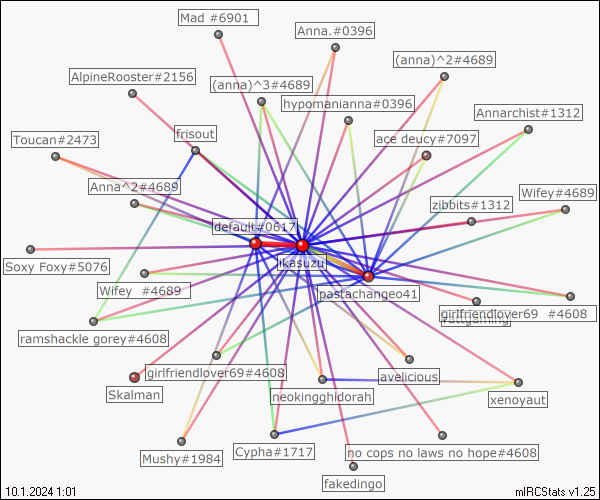 Mad #6901
Anna.#0396
(anna)^2#4689
AlpineRooster#2156
(anna)^3#4689
hypomanianna#0396
Annarchist#1312
frisout
Toucan#2473
ace deucy#7097
Anna^2#4689
Wifey#4689
zibbits#1312
default#0617
ikasuzu
Soxy Foxy#5076
Wifey  #4689
pastachangeo41
girlfriendlover69  #4608
ramshackle gorey#4608
girlfriendlover69#4608
avelicious
Skalman
neokingghidorah
xenoyaut
Mushy#1984
Cypha#1717
no cops no laws no hope#4608
fakedingo
10.1.2024 1:01
mIRCStats v1.25